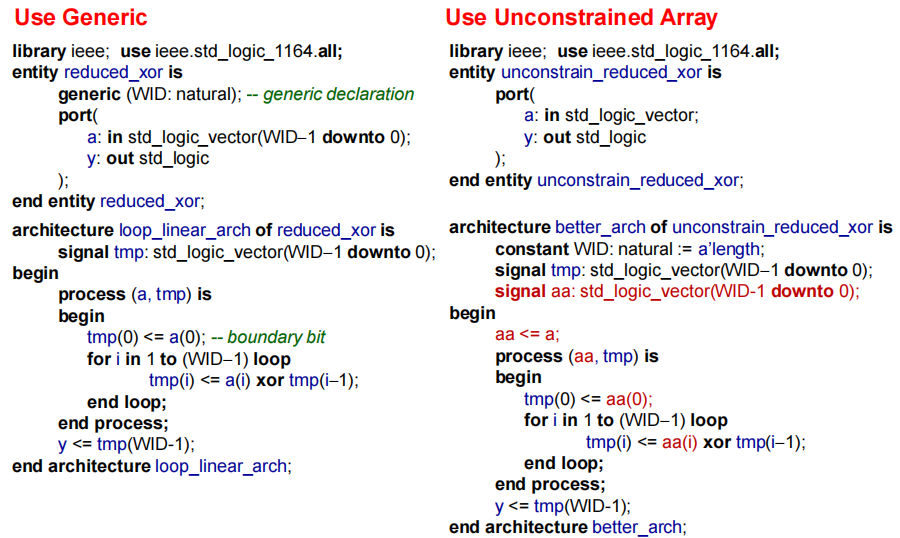 Use Generic
library ieee;  use ieee.std_logic_1164.all;
entity reduced_xor is
generic (WID: natural); -- generic declaration
port(
a: in std_logic_vector(WID–1 downto 0);
y: out std_logic
);
end entity reduced_xor;
architecture loop_linear_arch of reduced_xor is
signal tmp: std_logic_vector(WID–1 downto 0);
begin
process (a, tmp) is
begin
tmp(0) <= a(0); -- boundary bit
for i in 1 to (WID–1) loop
tmp(i) <= a(i) xor tmp(i–1);
end loop;
end process;
y <= tmp(WID-1);
end architecture loop_linear_arch;
Use Unconstrained Array
library ieee;  use ieee.std_logic_1164.all;
entity unconstrain_reduced_xor is
port(
a: in std_logic_vector;
y: out std_logic
);
end entity unconstrain_reduced_xor;
architecture better_arch of unconstrain_reduced_xor is
constant WID: natural := a’length;
signal tmp: std_logic_vector(WID–1 downto 0);
signal aa: std_logic_vector(WID-1 downto 0);
begin
aa <= a;
process (aa, tmp) is
begin
tmp(0) <= aa(0);
for i in 1 to (WID–1) loop
tmp(i) <= aa(i) xor tmp(i–1);
end loop;
end process;
y <= tmp(WID-1);
end architecture better_arch;